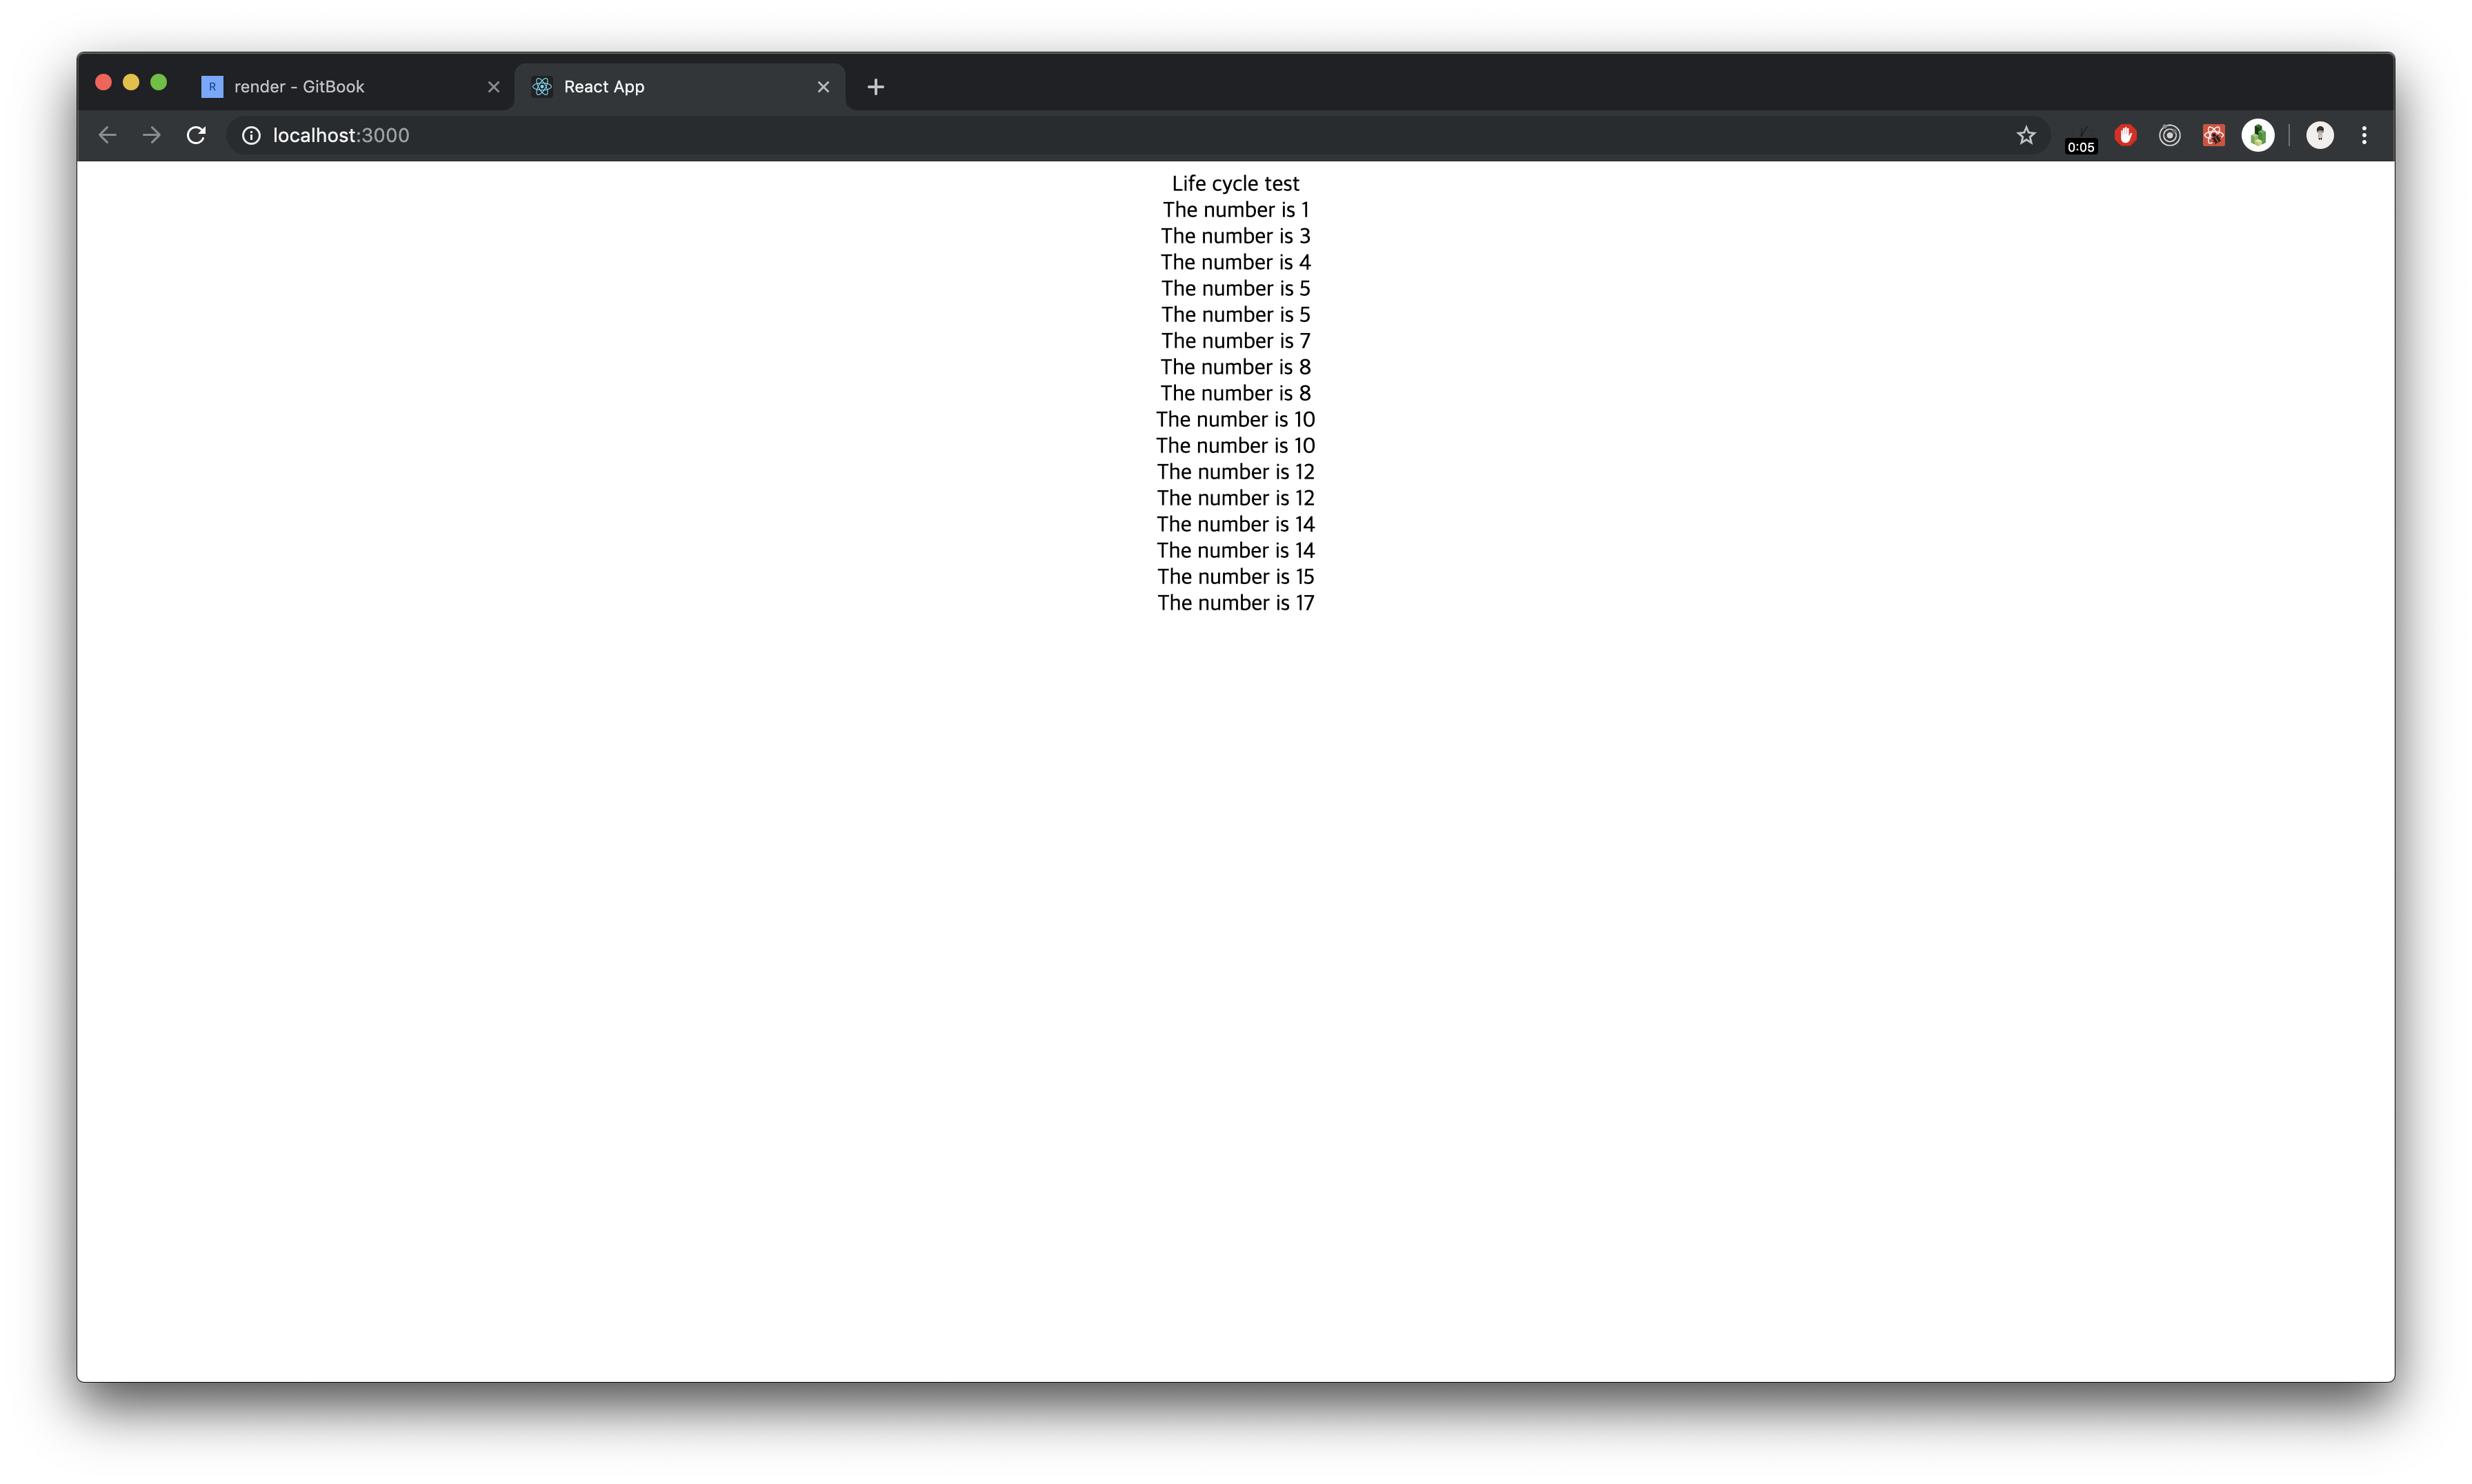 R render - GitBook
React App
localhost:3000
0:05
Life cycle test
The number is 1
The number is 3
The number is 4
The number is 5
The number is 5
The number is 7
The number is 8
The number is 8
The number is 10
The number is 10
The number is 12
The number is 12
The number is 14
The number is 14
The number is 15
The number is 17